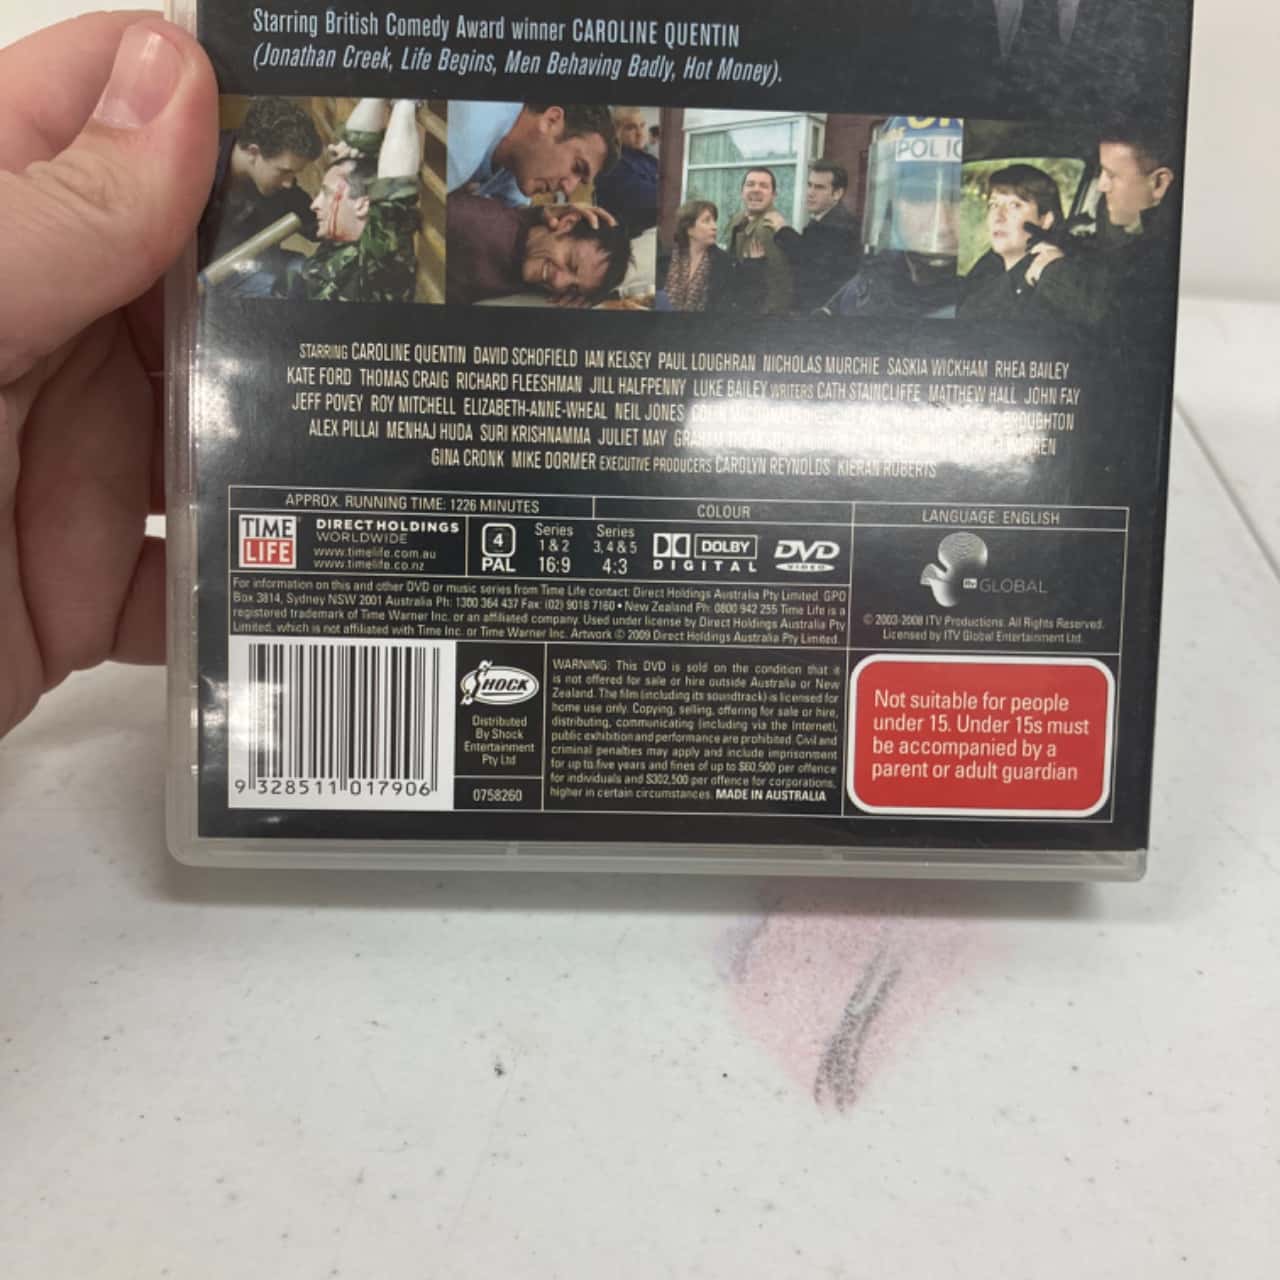 Starring British Comedy Award winner CAROLINE QUENTIN
(Jonathan Creek, Life Begins, Men Behaving Badly, Hot Money).
POLIC
STARRING CAROLINE QUENTIN DAVID SCHOFIELD IAN KELSEY PAUL LOUGHRAN NICHOLAS MURCHIE SASKIA WICKHAM RHEA BAILEY
KATE FORD THOMAS CRAIG RICHARD FLEESHMAN JILL HALFPENNY LUKE BAILEY WRITERS CATH STAINCLIFFE MATTHEW HALL JOHN FAY
JEFF POVEY ROY MITCHELL ELIZABETH-ANNE-WHEAL NEIL JONES BROUGHTON
ALEX PILLAI MENHAJ HUDA SURI KRISHNAMMA JULIET MAY GRAHAM
GINA CRONK MIKE DORMER EXECUTIVE PRODUCERS CAROLYN REYNOLDS KIERAN ROBERTS
APPROX. RUNNING TIME: 1226 MINUTES
COLOUR
LANGUAGE: ENGLISH
TIME
LIFE
DIRECT HOLDINGS
WORLDWIDE
www.timelife.com.au
www.timelife.co.nz
4
PAL
Series
1 & 2
16:9
Series
3, 4 & 5
4:3
DOLBY
DIGITAL
DVD
VIDEO
itv GLOBAL
© 2003-2008 ITV Productions. All Rights Reserved.
Licensed by ITV Global Entertainment Ltd.
For information on this and other DVD or music series from Time Life contact: Direct Holdings Australia Pty Limited. GPO
Box 3814, Sydney NSW 2001 Australia Ph: 1300 364 437 Fax: (02) 9018 7160 • New Zealand Ph: 0800 942 255 Time Life is a
registered trademark of Time Warner Inc. or an affiliated company. Used under license by Direct Holdings Australia Pty
Limited, which is not affiliated with Time Inc. or Time Warner Inc. Artwork © 2009 Direct Holdings Australia Pty Limited.
9 328511 017906
SHOCK
Distributed
By Shock
Entertainment
Pty Ltd
0758260
WARNING: This DVD is sold on the condition that it
is not offered for sale or hire outside Australia or New
Zealand. The film (including its soundtrack) is licensed for
home use only. Copying, selling, offering for sale or hire,
distributing, communicating (including via the Internet),
public exhibition and performance are prohibited. Civil and
criminal penalties may apply and include imprisonment
for up to five years and fines of up to $60,500 per offence
for individuals and $302,500 per offence for corporations,
higher in certain circumstances. MADE IN AUSTRALIA
Not suitable for people
under 15. Under 15s must
be accompanied by a
parent or adult guardian